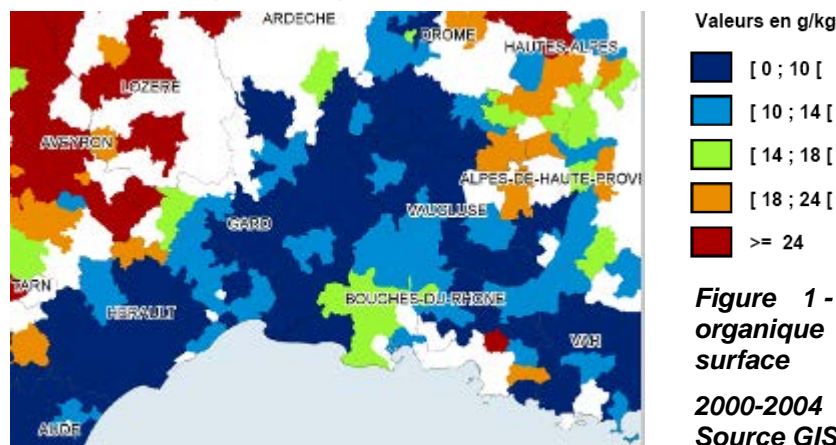 ARDECHE
DROME
HAUTES-ALPES
LOZERE
AVEYRON
ALPES-DE-HAUTE-PROV
VAUCLUSE
GARD
TARN
BOUCHES-DU-RHONE
HERAULT
VAR
AUDE
Valeurs en g/kg
[ 0 ; 10 [
[ 10 ; 14 [
[ 14 ; 18 [
[ 18 ; 24 [
>= 24
Figure 1 -
organique
surface
2000-2004
Source GIS